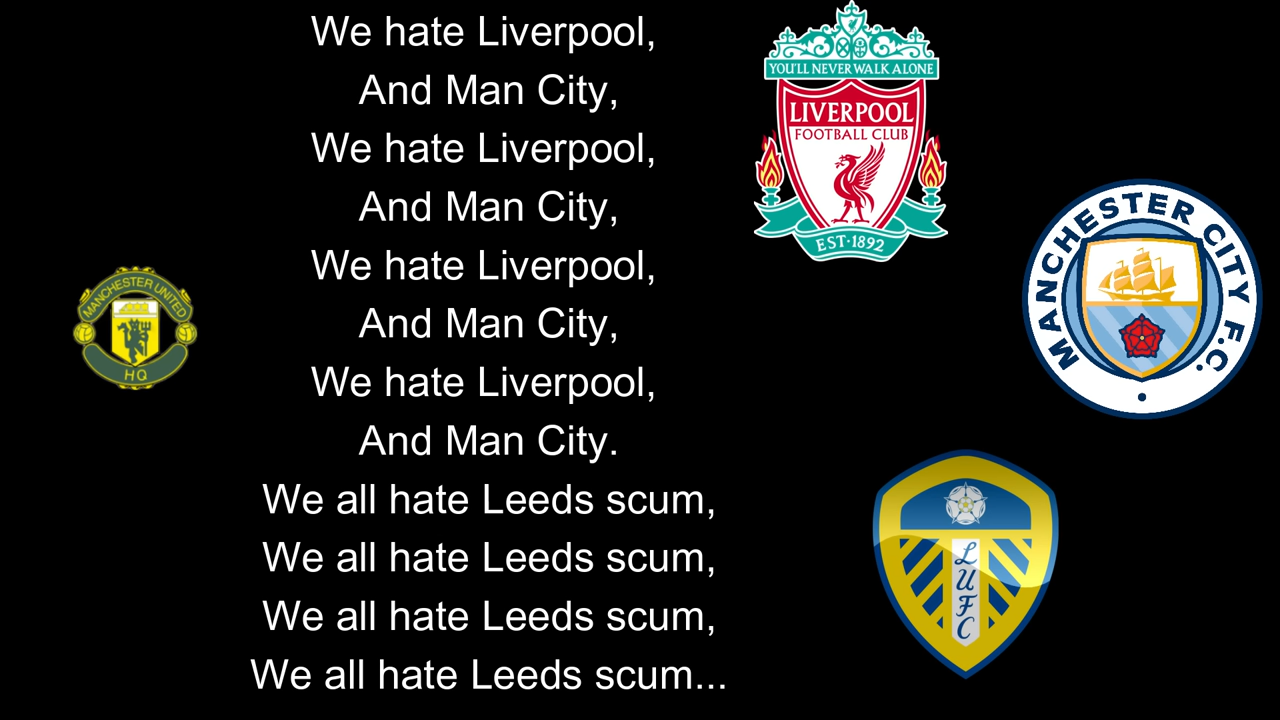 We hate Liverpool,
And Man City,
We hate Liverpool,
And Man City,
We hate Liverpool,
And Man City,
We hate Liverpool,
And Man City.
We all hate Leeds scum,
We all hate Leeds scum,
We all hate Leeds scum,
We all hate Leeds scum...
MANCHESTER UNITED
HQ
YOU'LL NEVER WALK ALONE
LIVERPOOL
FOOTBALL CLUB
EST·1892
MANCHESTER CITY F.C.
LUFC